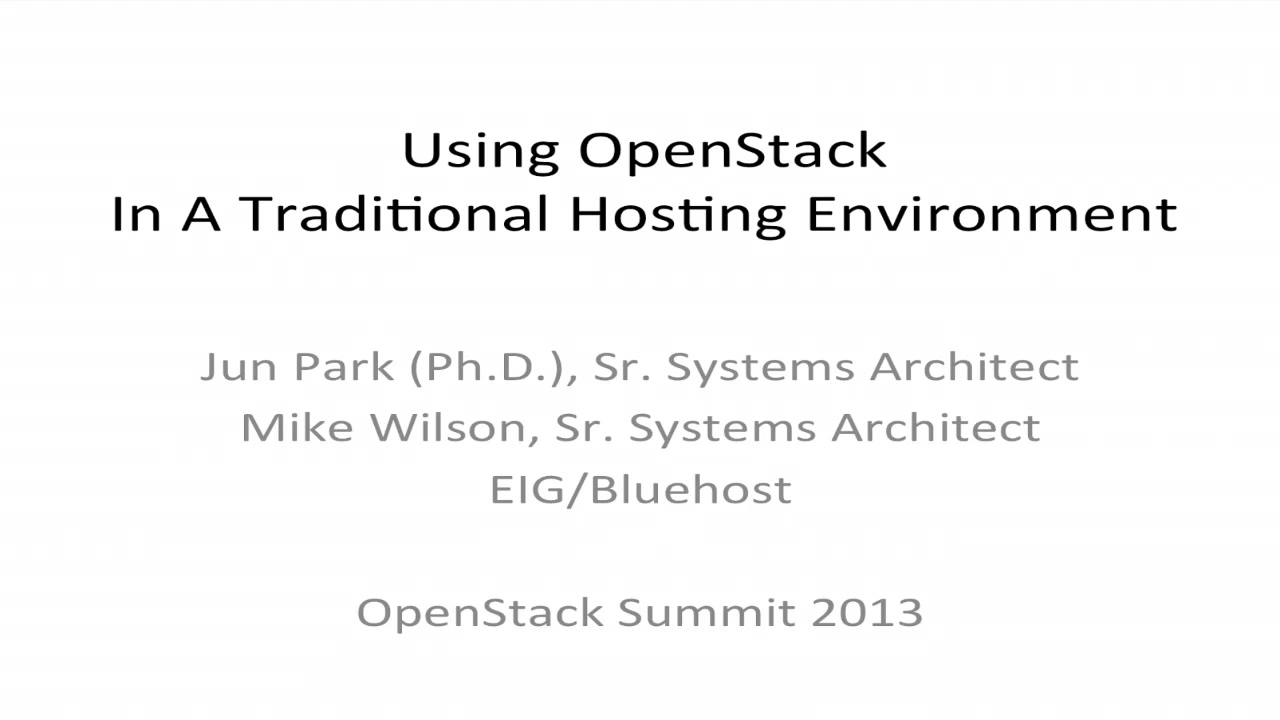 Using OpenStack
In A Traditional Hosting Environment
Jun Park (Ph.D.), Sr. Systems Architect
Mike Wilson, Sr. Systems Architect
EIG/Bluehost
OpenStack Summit 2013